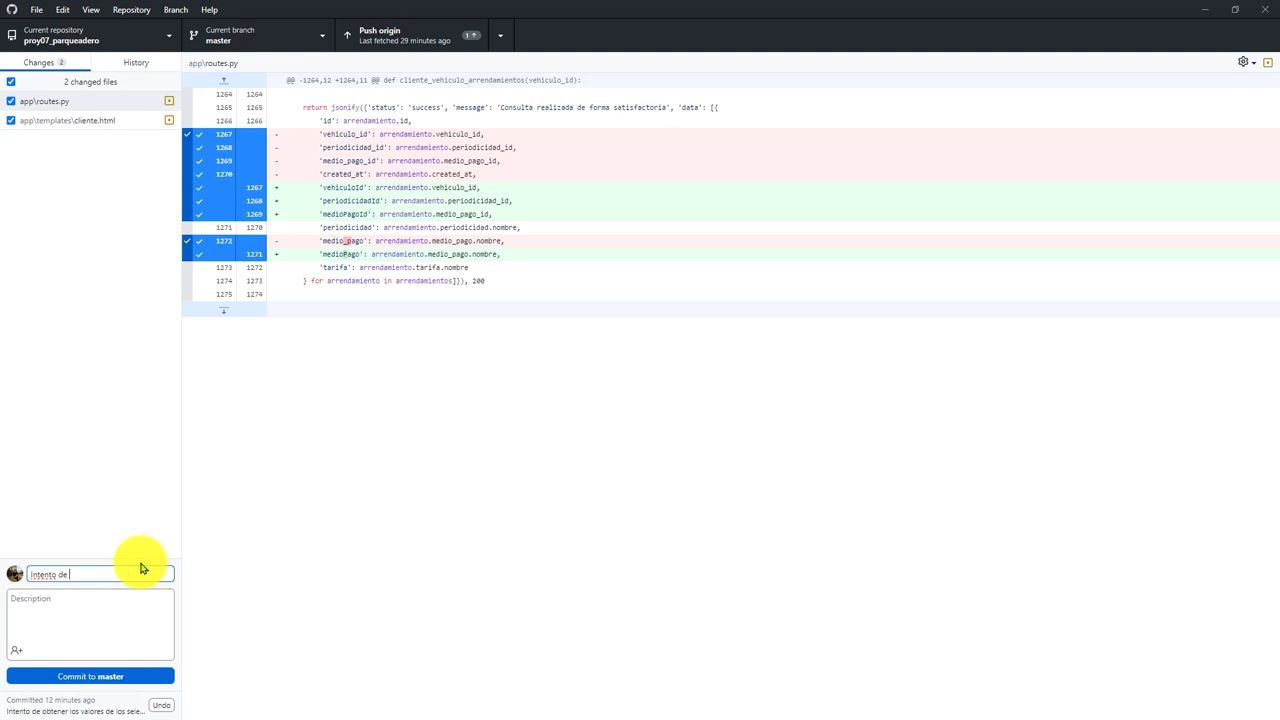 File Edit View Repository Branch Help
Current repository
proy07_parqueadero
Current branch
master
Push origin
Last fetched 29 minutes ago
1
Changes 2
History
app\routes.py
2 changed files
app\routes.py
app\templates\cliente.html
@@ -1264,12 +1264,11 @@ def cliente_vehiculo_arrendamientos(vehiculo_id):
1264 1264
1265 1265 return jsonify({'status': 'success', 'message': 'Consulta realizada de forma satisfactoria', 'data': [{
1266 1266 'id': arrendamiento.id,
1267 - 'vehiculo_id': arrendamiento.vehiculo_id,
1268 - 'periodicidad_id': arrendamiento.periodicidad_id,
1269 - 'medio_pago_id': arrendamiento.medio_pago_id,
1270 - 'created_at': arrendamiento.created_at,
1267 + 'vehiculoId': arrendamiento.vehiculo_id,
1268 + 'periodicidadId': arrendamiento.periodicidad_id,
1269 + 'medioPagoId': arrendamiento.medio_pago_id,
1271 1270 'periodicidad': arrendamiento.periodicidad.nombre,
1272 - 'medio_pago': arrendamiento.medio_pago.nombre,
1271 + 'medioPago': arrendamiento.medio_pago.nombre,
1273 1272 'tarifa': arrendamiento.tarifa.nombre
1274 1273 } for arrendamiento in arrendamientos]}), 200
1275 1274
Intento de
Description
Commit to master
Committed 12 minutes ago
Intento de obtener los valores de los sele...
Undo